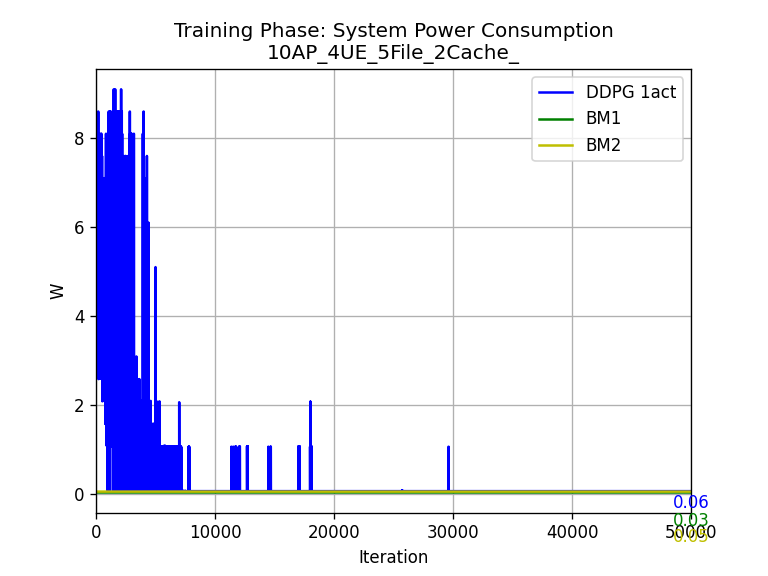 Training Phase: System Power Consumption
10AP_4UE_5File_2Cache_
DDPG 1act
BM1
BM2
8
6
4
2
0
W
0.06
0.03
0.05
0 10000 20000 30000 40000 50000
Iteration